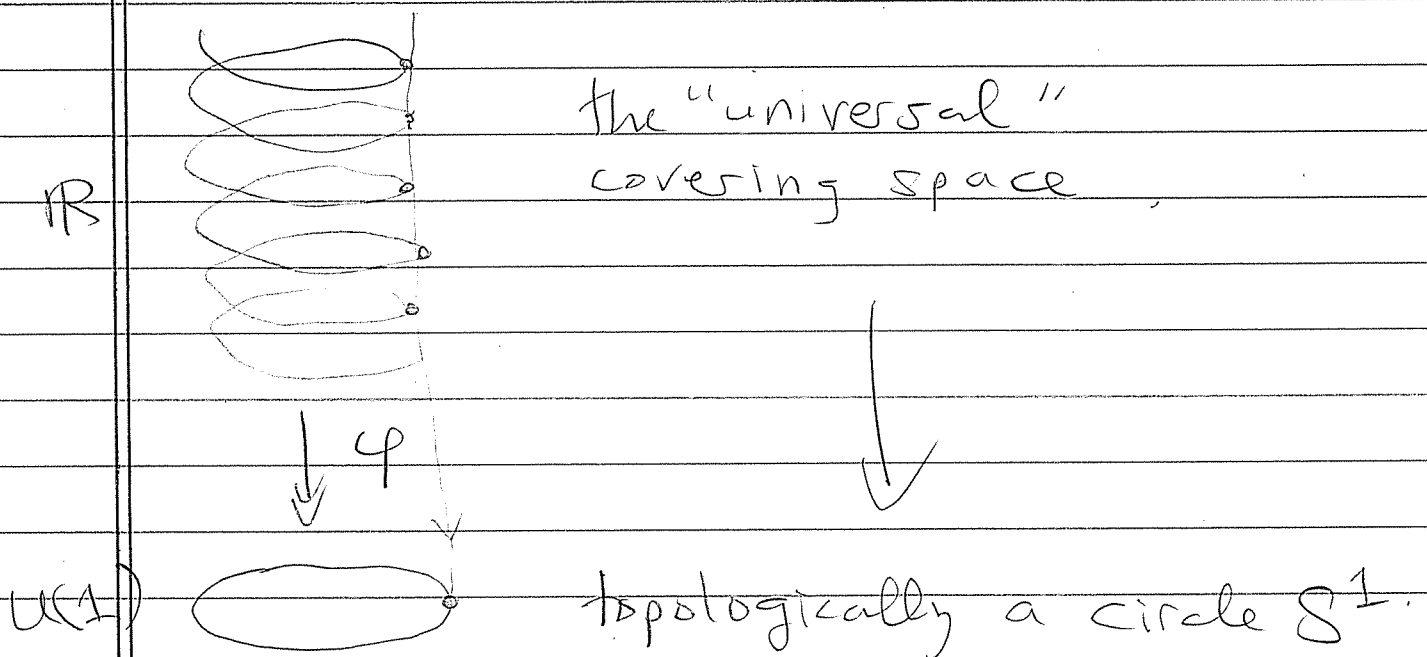 the "universal"
covering space
ℝ
φ
U(1)
topologically a circle S¹.